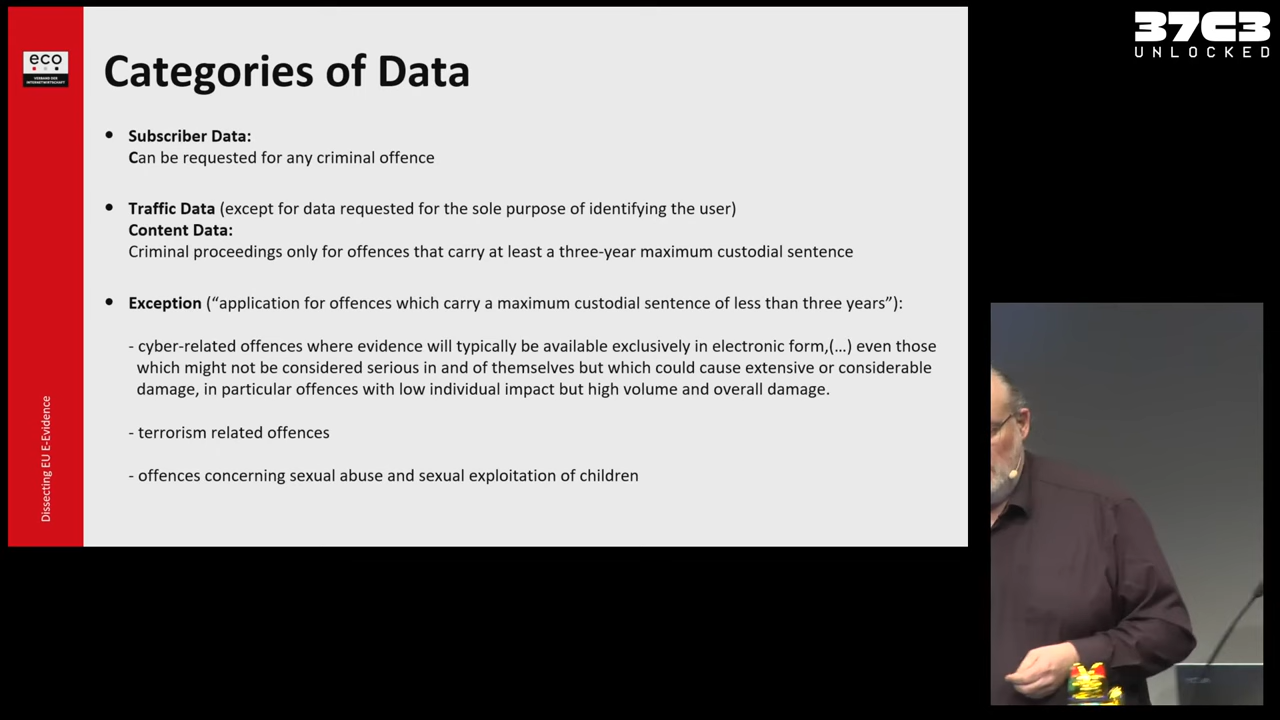 37C3
UNLOCKED
eco
VERBAND DER
INTERNETWIRTSCHAFT
Categories of Data
• Subscriber Data:
Can be requested for any criminal offence
• Traffic Data (except for data requested for the sole purpose of identifying the user)
Content Data:
Criminal proceedings only for offences that carry at least a three-year maximum custodial sentence
• Exception (“application for offences which carry a maximum custodial sentence of less than three years”):
- cyber-related offences where evidence will typically be available exclusively in electronic form,(…) even those
which might not be considered serious in and of themselves but which could cause extensive or considerable
damage, in particular offences with low individual impact but high volume and overall damage.
- terrorism related offences
- offences concerning sexual abuse and sexual exploitation of children
Dissecting EU E-Evidence